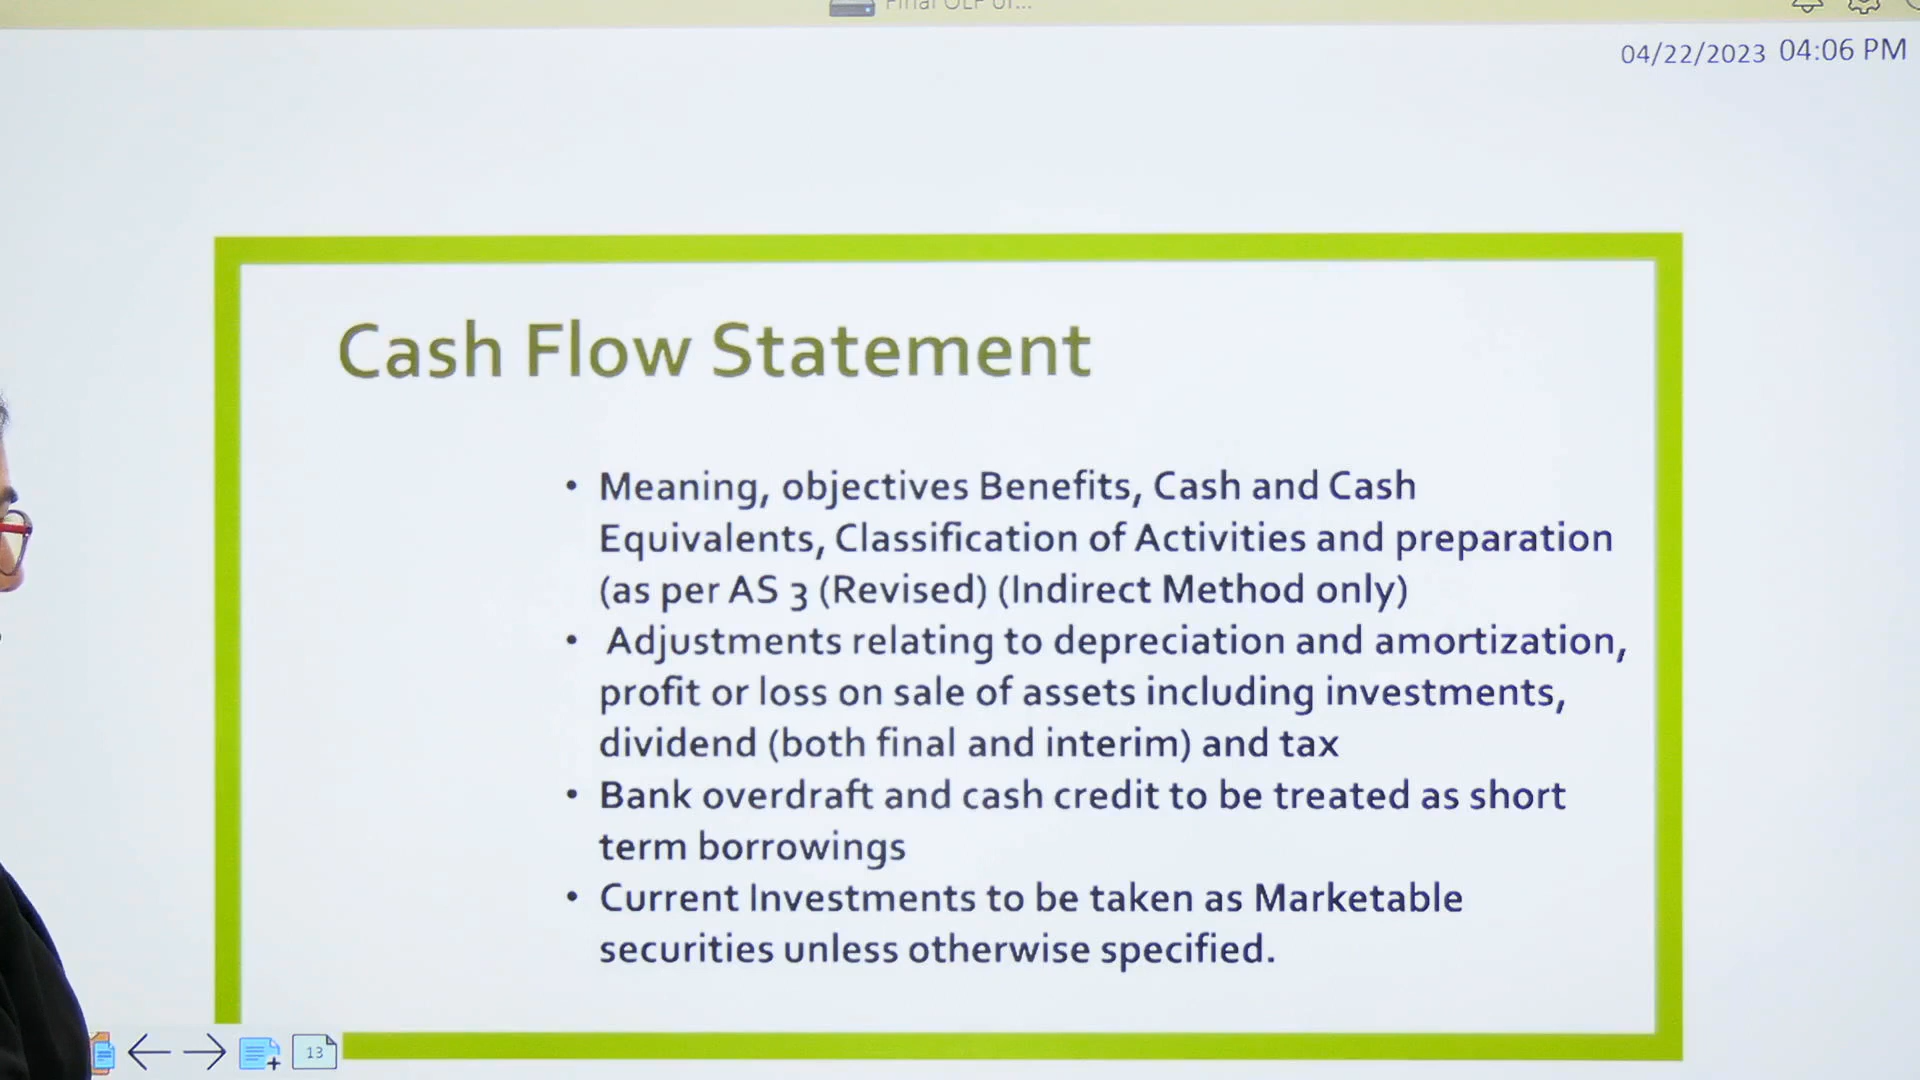 04/22/2023 04:06 PM
Cash Flow Statement
• Meaning, objectives Benefits, Cash and Cash
Equivalents, Classification of Activities and preparation
(as per AS 3 (Revised) (Indirect Method only)
• Adjustments relating to depreciation and amortization,
profit or loss on sale of assets including investments,
dividend (both final and interim) and tax
• Bank overdraft and cash credit to be treated as short
term borrowings
• Current Investments to be taken as Marketable
securities unless otherwise specified.
13